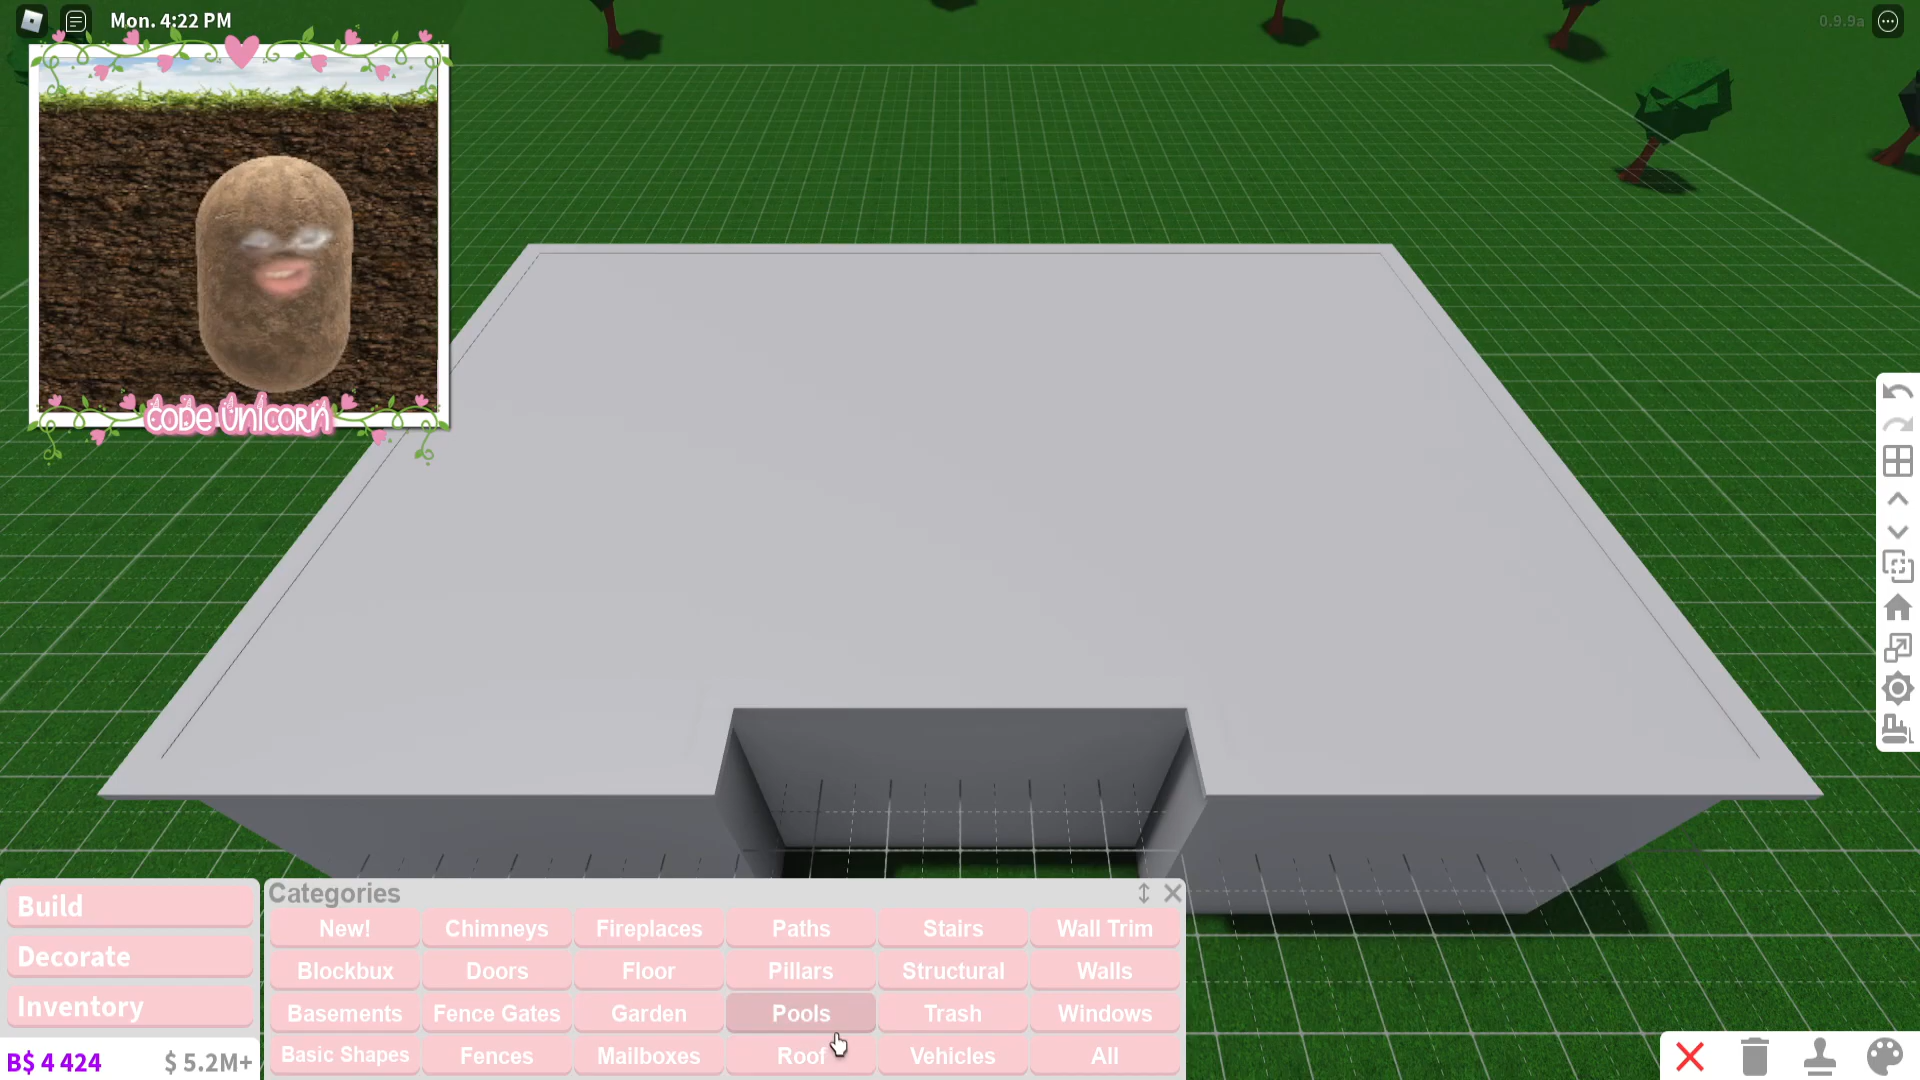 Mon. 4:22 PM
0.9.9a
CODE UNICORN
Build
Decorate
Inventory
B$ 4 424
$ 5.2M+
Categories
New! Chimneys Fireplaces Paths Stairs Wall Trim
Blockbux Doors Floor Pillars Structural Walls
Basements Fence Gates Garden Pools Trash Windows
Basic Shapes Fences Mailboxes Roof Vehicles All